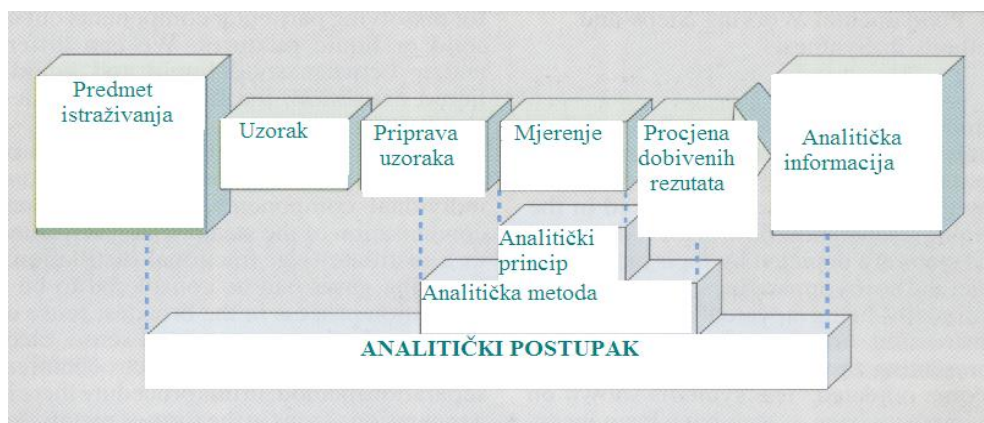 Predmet
istraživanja
Uzorak
Priprava
uzoraka
Mjerenje
Procjena
dobivenih
rezutata
Analitička
informacija
Analitički
princip
Analitička metoda
ANALITIČKI POSTUPAK